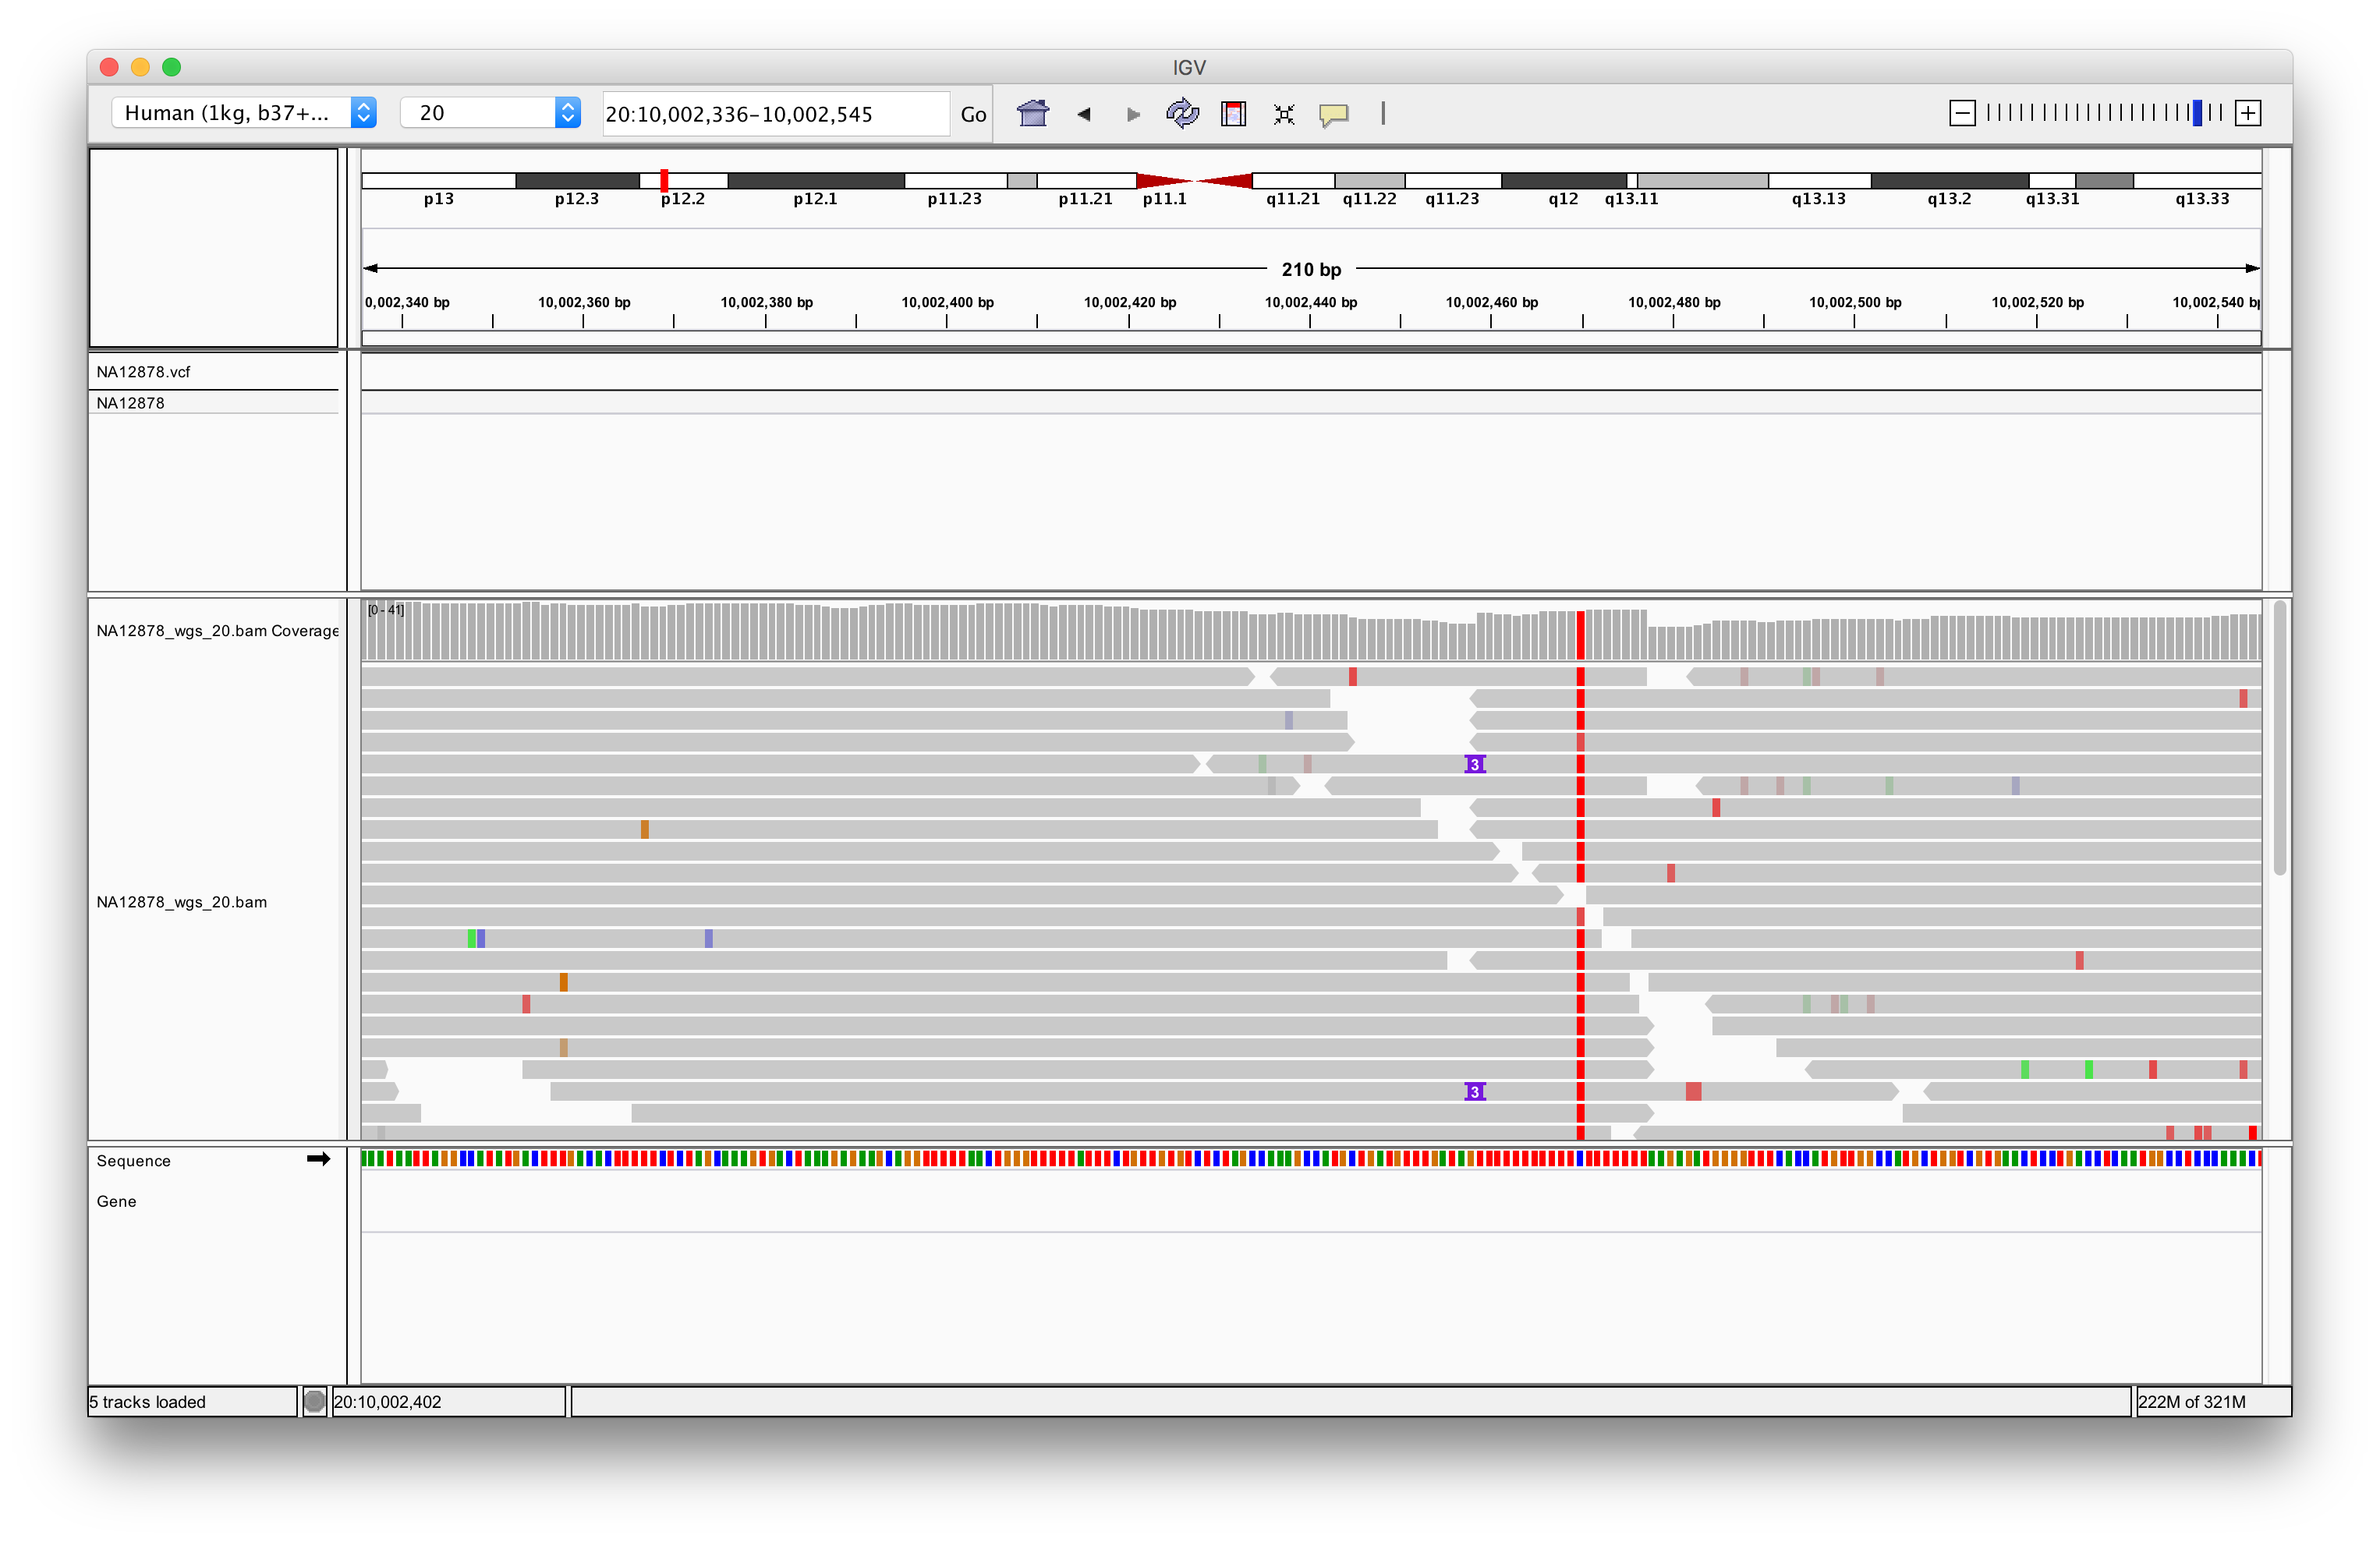 IGV
Human (1kg, b37+... 20 20:10,002,336-10,002,545 Go
p13 p12.3 p12.2 p12.1 p11.23 p11.21 p11.1 q11.21 q11.22 q11.23 q12 q13.11 q13.13 q13.2 q13.31 q13.33
210 bp
0,002,340 bp 10,002,360 bp 10,002,380 bp 10,002,400 bp 10,002,420 bp 10,002,440 bp 10,002,460 bp 10,002,480 bp 10,002,500 bp 10,002,520 bp 10,002,540 bp
NA12878.vcf
NA12878
[0 - 41]
NA12878_wgs_20.bam Coverage
3
NA12878_wgs_20.bam
3
Sequence
Gene
5 tracks loaded 20:10,002,402 222M of 321M